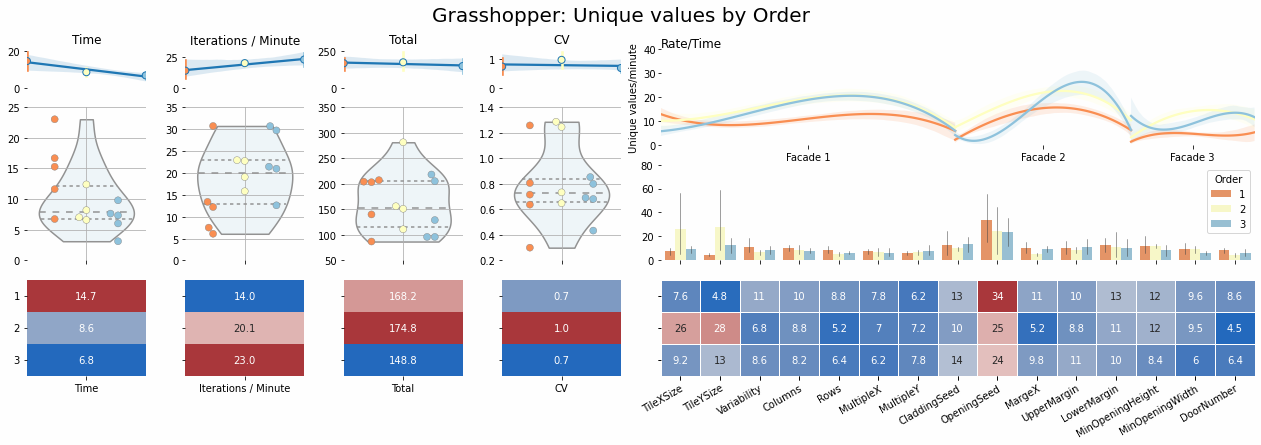 Grasshopper: Unique values by Order
Time
Iterations / Minute
Total
CV
Rate/Time
20
0
25
0
250
0
1
0
40
30
20
10
0
Unique values/minute
Facade 1
Facade 2
Facade 3
25
20
15
10
5
0
35
30
25
20
15
10
5
0
350
300
250
200
150
100
50
1.4
1.2
1.0
0.8
0.6
0.4
0.2
80
60
40
20
0
Order
1
2
3
1 14.7 14.0 168.2 0.7 7.6 4.8 11 10 8.8 7.8 6.2 13 34 11 10 13 12 9.6 8.6
2 8.6 20.1 174.8 1.0 26 28 6.8 8.8 5.2 7 7.2 10 25 5.2 8.8 11 12 9.5 4.5
3 6.8 23.0 148.8 0.7 9.2 13 8.6 8.2 6.4 6.2 7.8 14 24 9.8 11 10 8.4 6 6.4
Time
Iterations / Minute
Total
CV
TileXSize
TileYSize
Variability
Columns
Rows
MultipleX
MultipleY
CladdingSeed
OpeningSeed
MargeX
UpperMargin
LowerMargin
MinOpeningHeight
MinOpeningWidth
DoorNumber